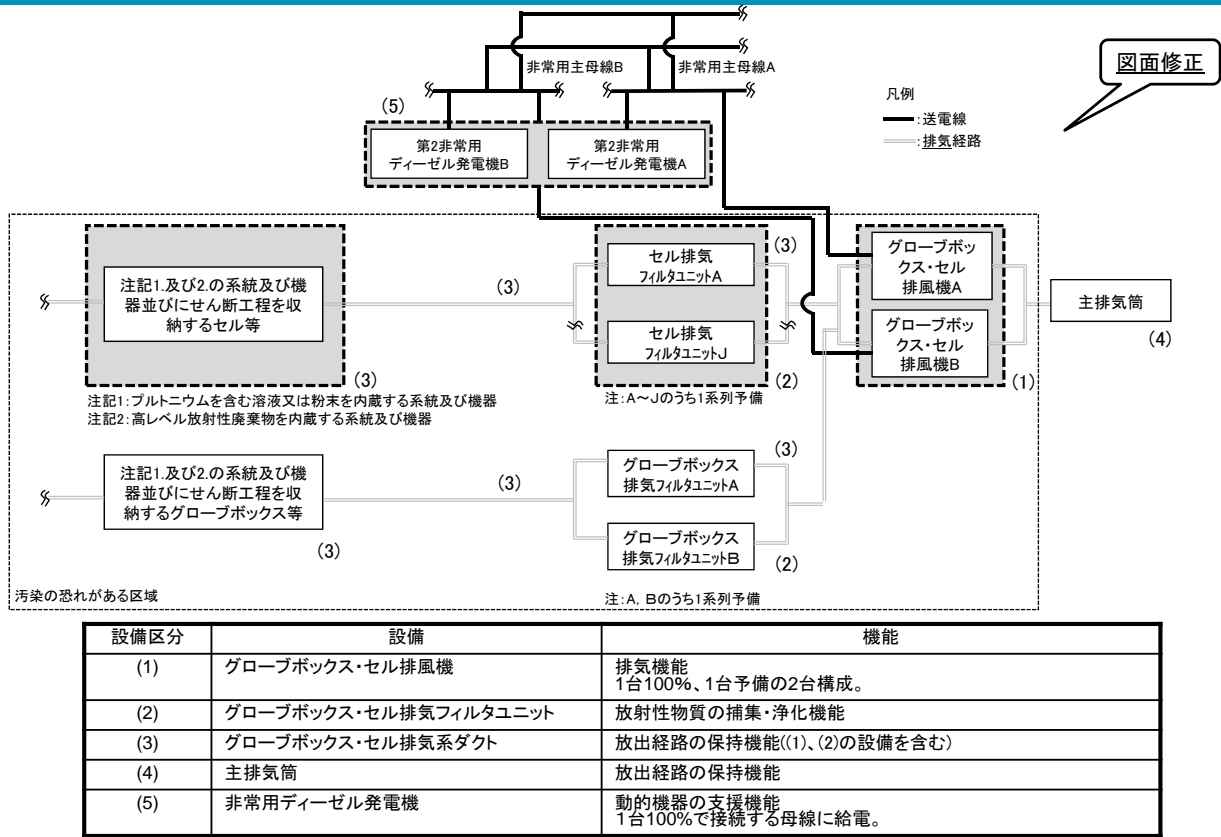 非常用主母線B
非常用主母線A
図面修正
凡例
:送電線
:排気経路
(5)
第2非常用
ディーゼル発電機B
第2非常用
ディーゼル発電機A
注記1.及び2.の系統及び機
器並びにせん断工程を収
納するセル等
(3)
(3)
セル排気
フィルタユニットA
(3)
セル排気
フィルタユニットJ
(2)
注:A~Jのうち1系列予備
グローブボッ
クス・セル
排風機A
グローブボッ
クス・セル
排風機B
(1)
主排気筒
(4)
注記1:プルトニウムを含む溶液又は粉末を内蔵する系統及び機器
注記2:高レベル放射性廃棄物を内蔵する系統及び機器
注記1.及び2.の系統及び機
器並びにせん断工程を収
納するグローブボックス等
(3)
(3)
グローブボックス
排気フィルタユニットA
(3)
グローブボックス
排気フィルタユニットB
(2)
注:A, Bのうち1系列予備
汚染の恐れがある区域
設備区分 設備 機能
(1) グローブボックス・セル排風機 排気機能
1台100%、1台予備の2台構成。
(2) グローブボックス・セル排気フィルタユニット 放射性物質の捕集・浄化機能
(3) グローブボックス・セル排気系ダクト 放出経路の保持機能((1)、(2)の設備を含む)
(4) 主排気筒 放出経路の保持機能
(5) 非常用ディーゼル発電機 動的機器の支援機能
1台100%で接続する母線に給電。